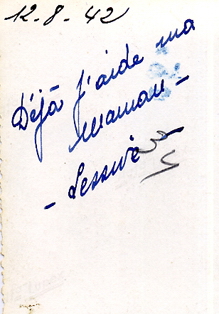 12.8.42
Déjà j'aide ma
maman -
- Lessive -